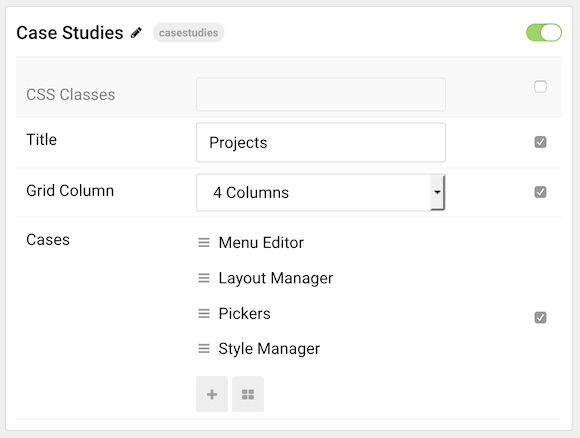 Case Studies casestudies
CSS Classes
Title Projects
Grid Column 4 Columns
Cases Menu Editor
Layout Manager
Pickers
Style Manager